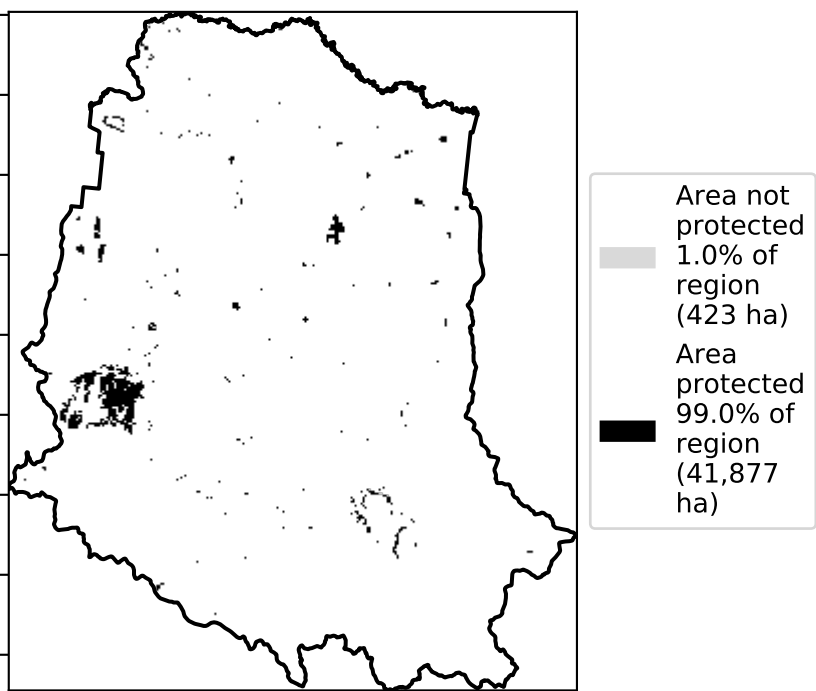 Area not
protected
1.0% of
region
(423 ha)
Area
protected
99.0% of
region
(41,877
ha)